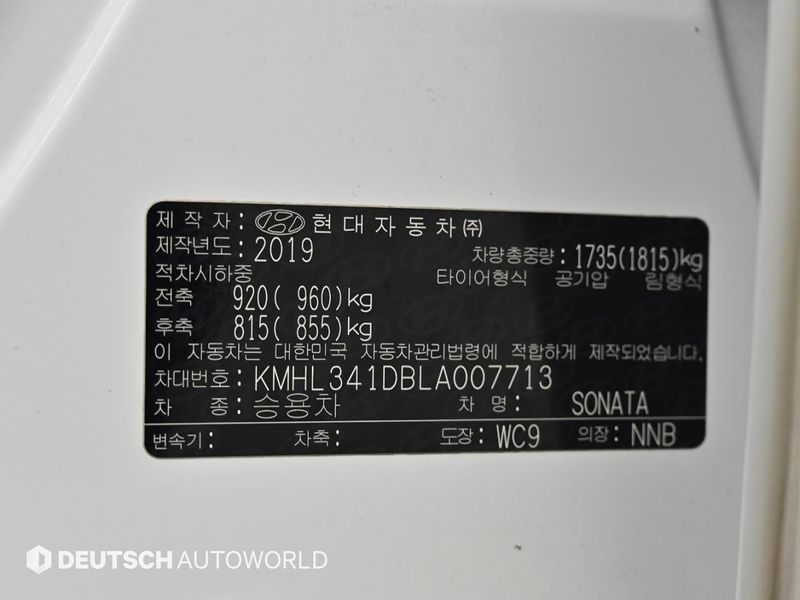 제 작 자 : 현대자동차(주)
제작년도 : 2019 차량총중량 : 1735(1815)kg
적차시하중 타이어형식 공기압 림형식
전축 920( 960)kg
후축 815( 855)kg
이 자동차는 대한민국 자동차관리법령에 적합하게 제작되었습니다.
차대번호 : KMHL341DBLA007713
차 종 : 승용차 차 명 : SONATA
변속기 : 차축 : 도장 : WC9 의장 : NNB
DEUTSCH AUTOWORLD